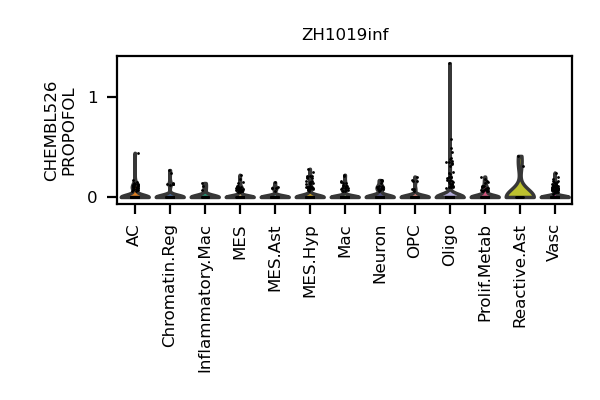 ZH1019inf
CHEMBL526
PROPOFOL
1
0
AC
Chromatin.Reg
Inflammatory.Mac
MES
MES.Ast
MES.Hyp
Mac
Neuron
OPC
Oligo
Prolif.Metab
Reactive.Ast
Vasc